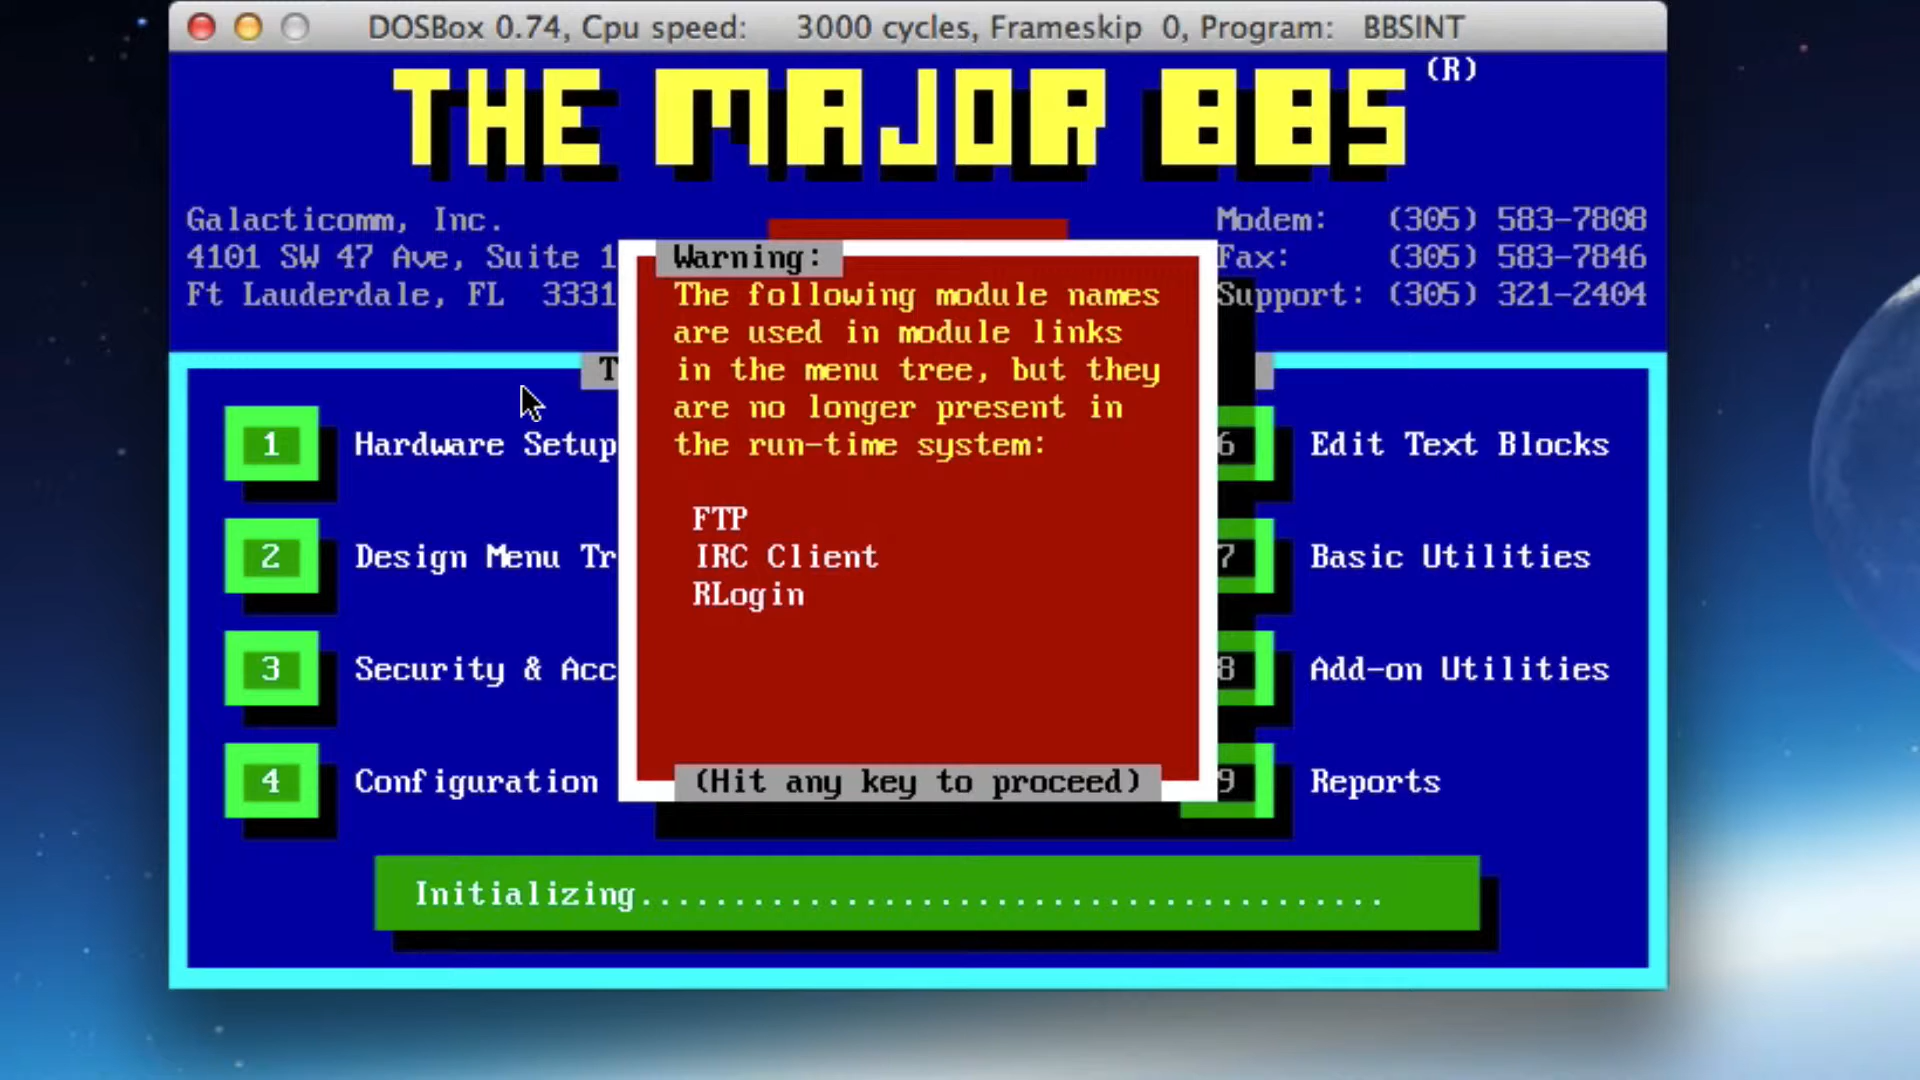 DOSBox 0.74, Cpu speed: 3000 cycles, Frameskip 0, Program: BBSINT
THE MAJOR BBS (R)
Galacticomm, Inc.
4101 SW 47 Ave, Suite 1
Ft Lauderdale, FL 3331
Modem: (305) 583-7808
Fax: (305) 583-7846
Support: (305) 321-2404
Warning:
The following module names
are used in module links
in the menu tree, but they
are no longer present in
the run-time system:
FTP
IRC Client
RLogin
(Hit any key to proceed)
T
1 Hardware Setup
2 Design Menu Tr
3 Security & Acc
4 Configuration
6 Edit Text Blocks
7 Basic Utilities
8 Add-on Utilities
9 Reports
Initializing........................................